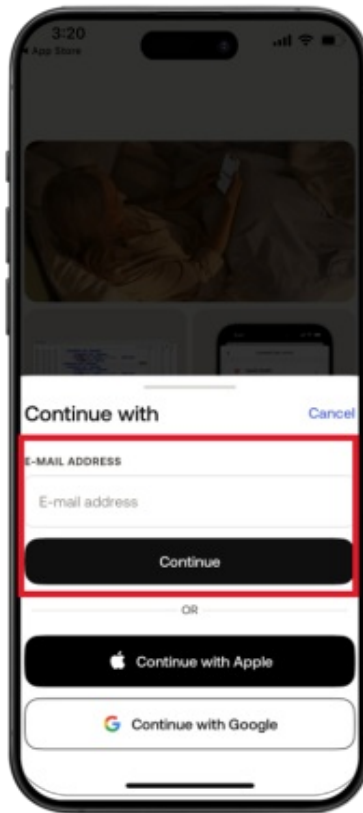 3:20
App Store
Continue with
Cancel
E-MAIL ADDRESS
E-mail address
Continue
OR
Continue with Apple
Continue with Google